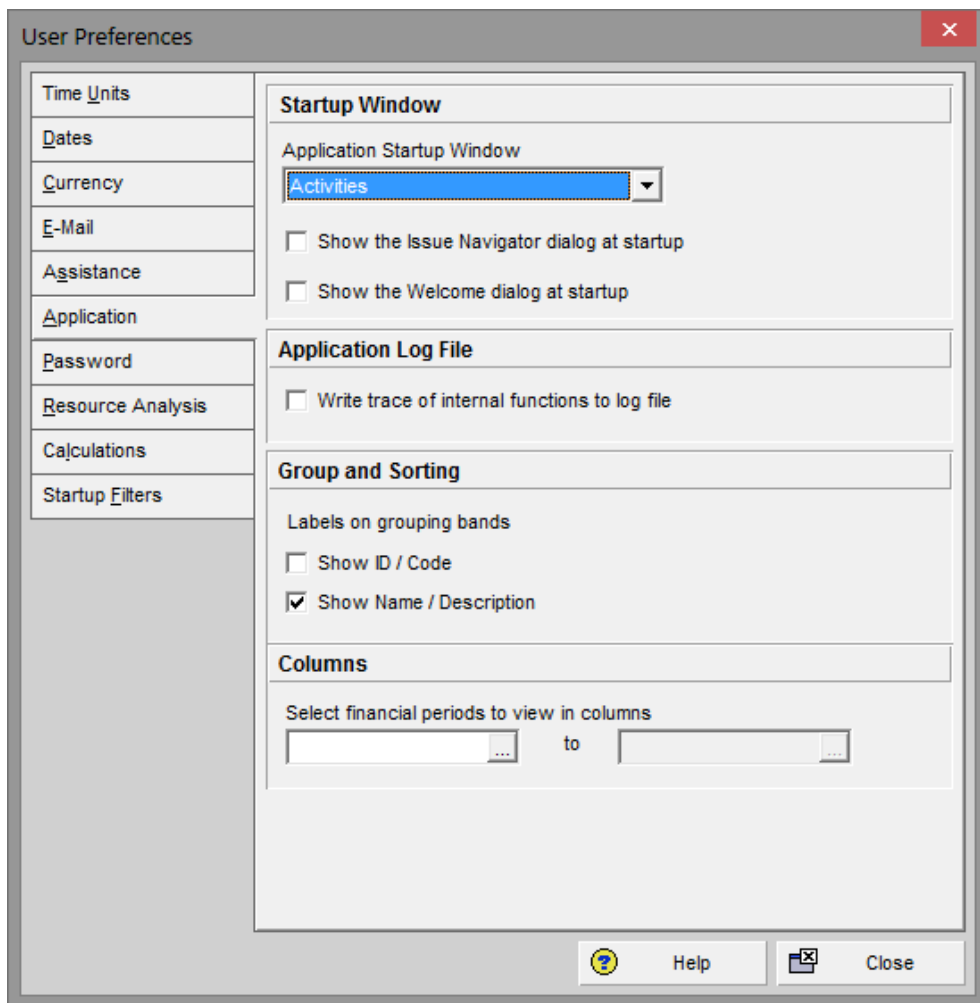 User Preferences
Time Units
Dates
Currency
E-Mail
Assistance
Application
Password
Resource Analysis
Calculations
Startup Filters
Startup Window
Application Startup Window
Activities
Show the Issue Navigator dialog at startup
Show the Welcome dialog at startup
Application Log File
Write trace of internal functions to log file
Group and Sorting
Labels on grouping bands
Show ID / Code
Show Name / Description
Columns
Select financial periods to view in columns
... to ...
Help Close